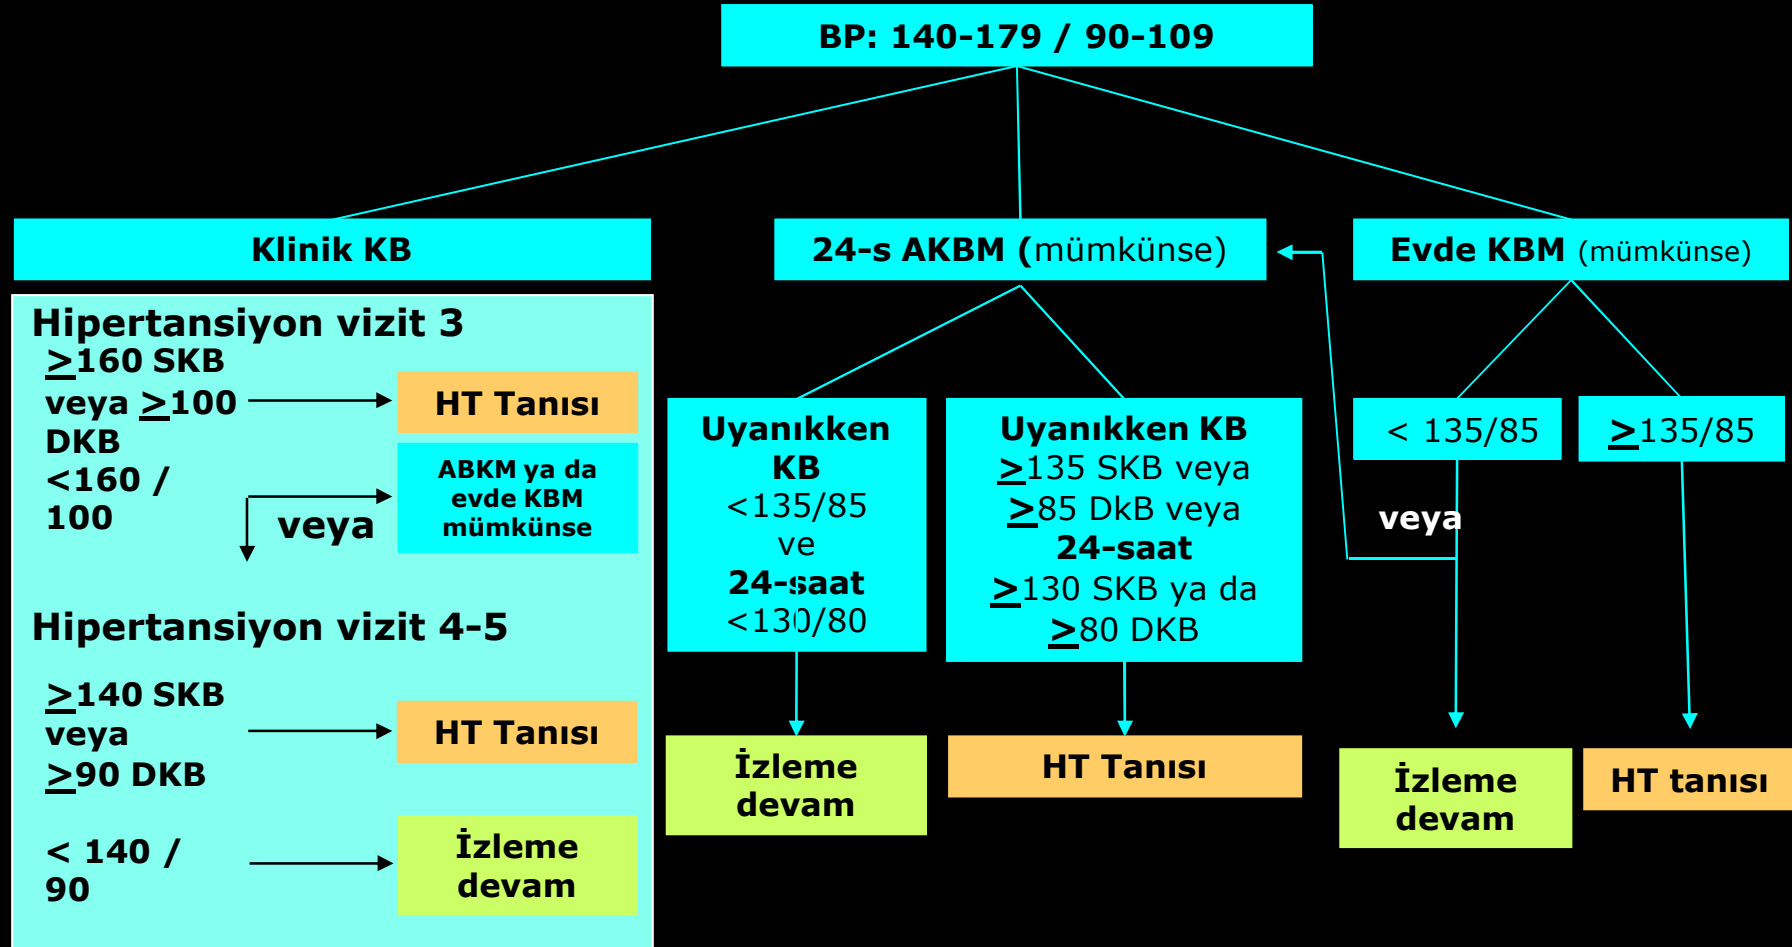 BP: 140-179 / 90-109
Klinik KB
24-s AKBM (mümkünse)
Evde KBM (mümkünse)
Hipertansiyon vizit 3
≥160 SKB
veya ≥100
DKB
HT Tanısı
<160 /
100
veya
ABKM ya da
evde KBM
mümkünse
Hipertansiyon vizit 4-5
≥140 SKB
veya
≥90 DKB
HT Tanısı
< 140 /
90
İzleme
devam
Uyanıkken
KB
<135/85
ve
24-saat
<130/80
İzleme
devam
Uyanıkken KB
≥135 SKB veya
≥85 DkB veya
24-saat
≥130 SKB ya da
≥80 DKB
HT Tanısı
< 135/85
veya
İzleme
devam
≥135/85
HT tanısı